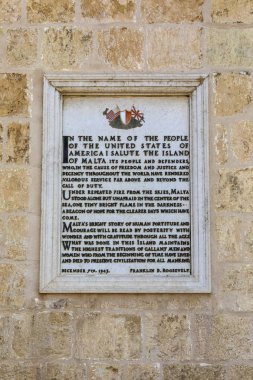 IN THE NAME OF THE PEOPLE
OF THE UNITED STATES OF
AMERICA I SALUTE THE ISLAND
OF MALTA, ITS PEOPLE AND DEFENDERS,
WHO, IN THE CAUSE OF FREEDOM AND JUSTICE AND
DECENCY THROUGHOUT THE WORLD, HAVE RENDERED
VALOROUS SERVICE FAR ABOVE AND BEYOND THE
CALL OF DUTY.
UNDER REPEATED FIRE FROM THE SKIES, MALTA
STOOD ALONE BUT UNAFRAID IN THE CENTER OF THE
SEA, ONE TINY BRIGHT FLAME IN THE DARKNESS -
A BEACON OF HOPE FOR THE CLEARER DAYS WHICH HAVE
COME.
MALTA'S BRIGHT STORY OF HUMAN FORTITUDE AND
COURAGE WILL BE READ BY POSTERITY WITH
WONDER AND WITH GRATITUDE THROUGH ALL THE AGES
WHAT WAS DONE IN THIS ISLAND MAINTAINS
THE HIGHEST TRADITIONS OF GALLANT MEN AND
WOMEN WHO FROM THE BEGINNING OF TIME HAVE LIVED
AND DIED TO PRESERVE CIVILIZATION FOR ALL MANKIND.
DECEMBER 7TH, 1943. FRANKLIN D. ROOSEVELT.